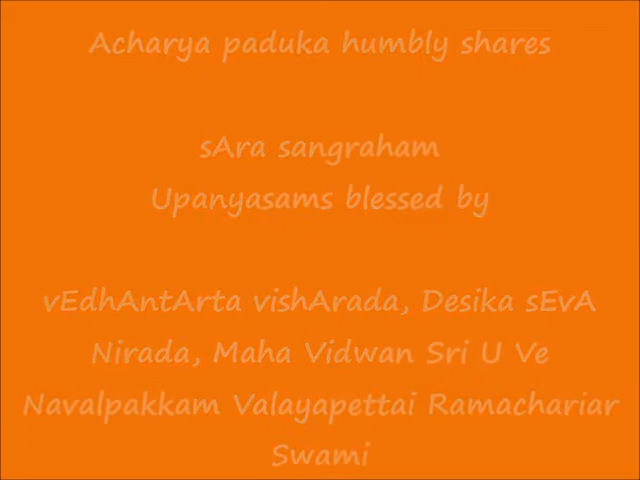 Acharya paduka humbly shares
sAra sangraham
Upanyasams blessed by
vEdhAntArta vishArada, Desika sEvA
Nirada, Maha Vidwan Sri U Ve
Navalpakkam Valayapettai Ramachariar
Swami